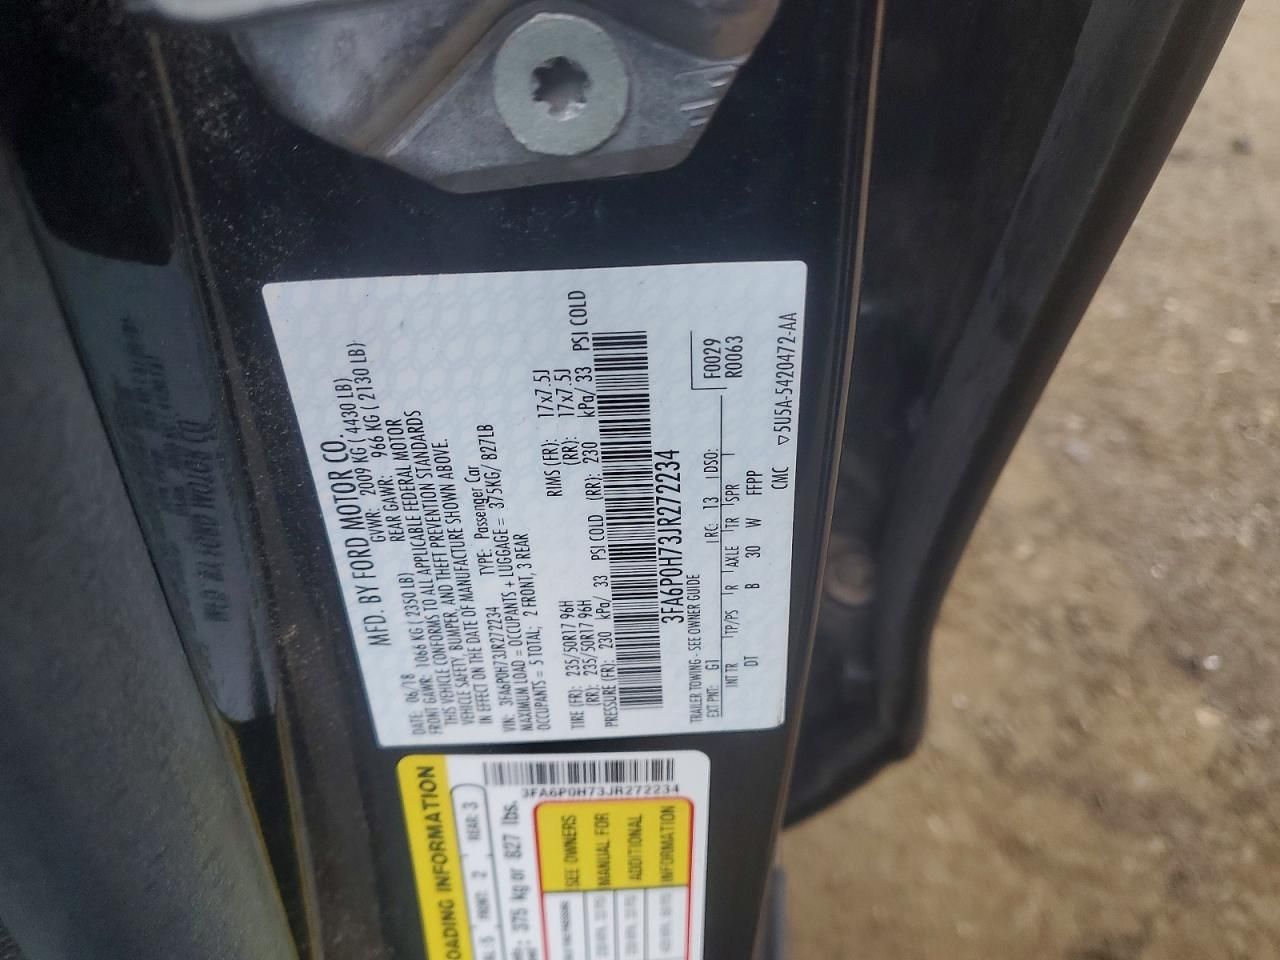 MFD. BY FORD MOTOR CO.
DATE: 06/18 GVWR: 2009 KG ( 4430 LB)
FRONT GAWR: 1066 KG ( 2350 LB) REAR GAWR: 966 KG ( 2130 LB)
THIS VEHICLE CONFORMS TO ALL APPLICABLE FEDERAL MOTOR
VEHICLE SAFETY, BUMPER, AND THEFT PREVENTION STANDARDS
IN EFFECT ON THE DATE OF MANUFACTURE SHOWN ABOVE.
VIN: 3FA6P0H73JR272234 TYPE: Passenger Car
MAXIMUM LOAD = OCCUPANTS + LUGGAGE = 375KG/ 827LB
OCCUPANTS = 5 TOTAL; 2 FRONT, 3 REAR
TIRE (FR): 235/50R17 96H RIMS (FR): 17x7.5J
(RR): 235/50R17 96H (RR): 17x7.5J
PRESSURE (FR): 230 kPa/ 33 PSI COLD (RR): 230 kPa/ 33 PSI COLD
3FA6P0H73JR272234
TRAILER TOWING - SEE OWNER GUIDE
F0029
R0063
EXT PNT: G1 RC: 13 DSO:
INT TR TP/PS R AXLE TR SPR
DT B 30 W FFPP
CMC ▽5U5A-5420472-AA
OADING INFORMATION
5 FRONT: 2 REAR: 3
375 kg or 827 lbs.
3FA6P0H73JR272234
SEE OWNERS
MANUAL FOR
ADDITIONAL
INFORMATION